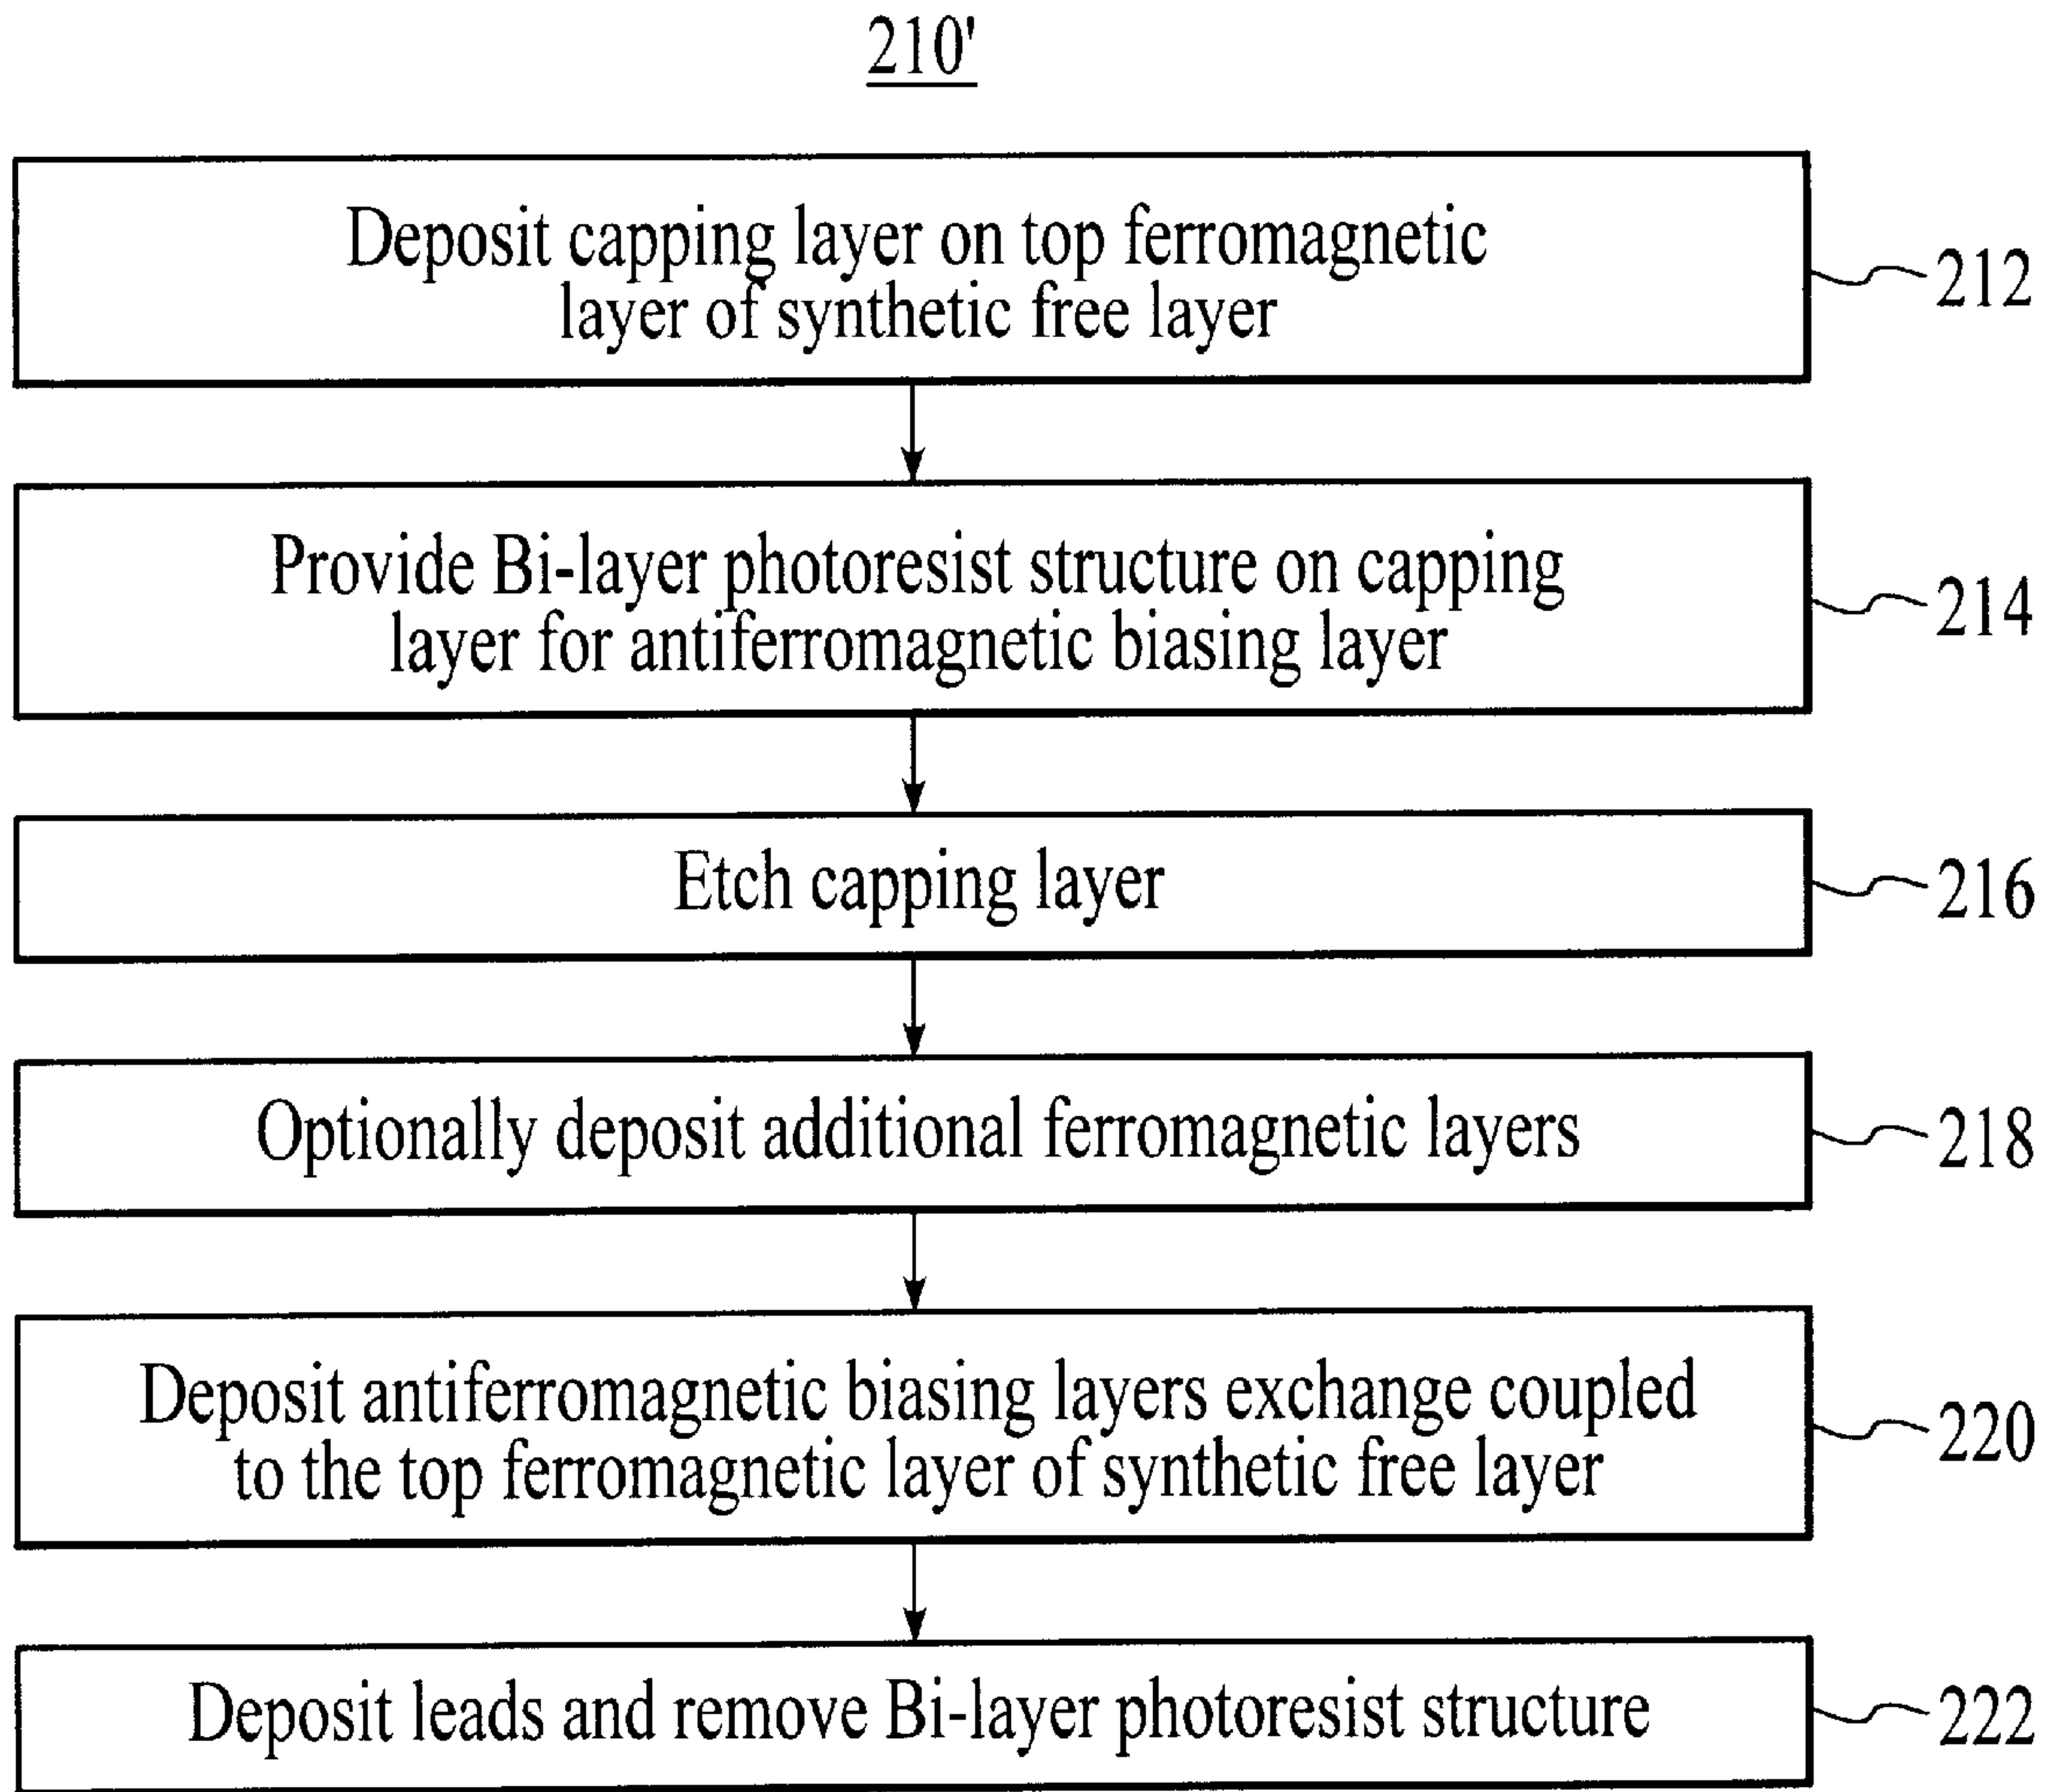 210'
Deposit capping layer on top ferromagnetic
layer of synthetic free layer
212
Provide Bi-layer photoresist structure on capping
layer for antiferromagnetic biasing layer
214
Etch capping layer
216
Optionally deposit additional ferromagnetic layers
218
Deposit antiferromagnetic biasing layers exchange coupled
to the top ferromagnetic layer of synthetic free layer
220
Deposit leads and remove Bi-layer photoresist structure
222